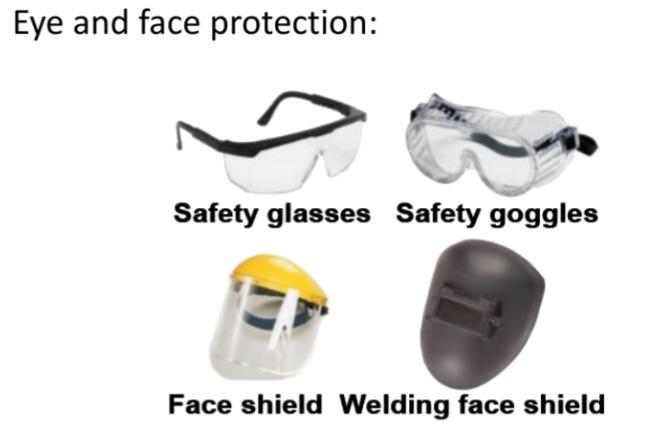 Eye and face protection:
Safety glasses Safety goggles
Face shield Welding face shield